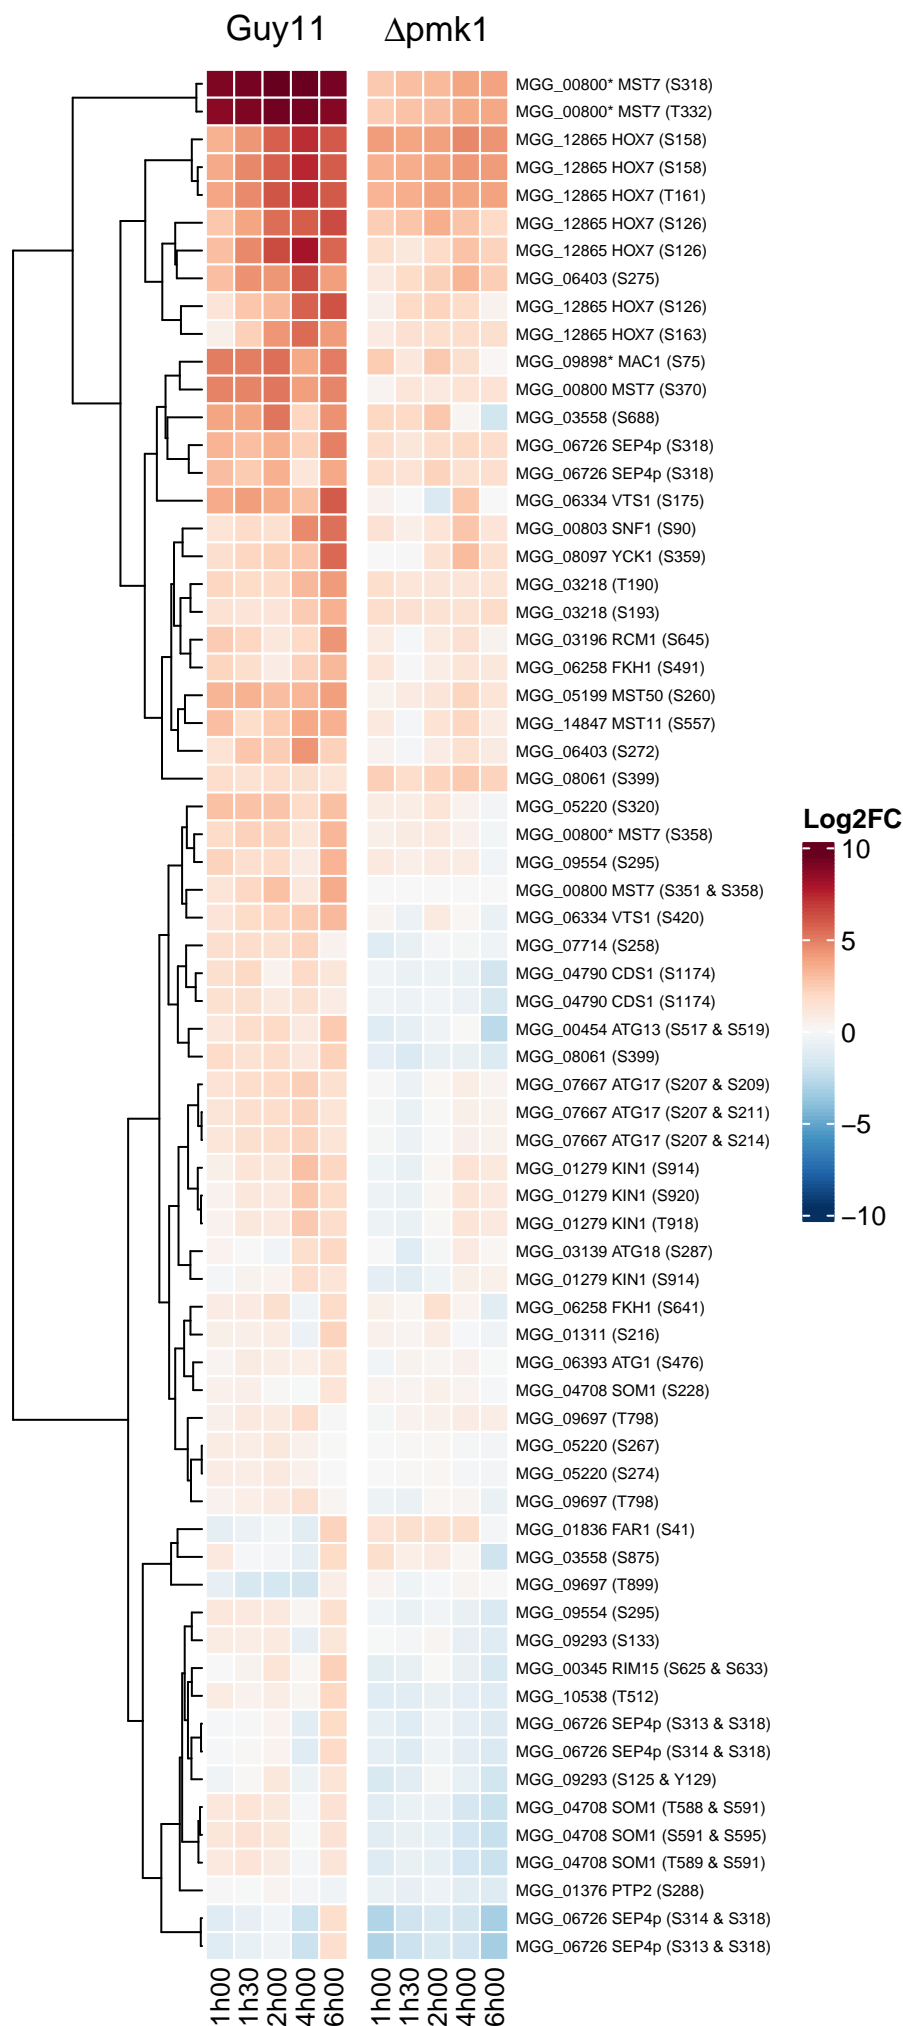 Guy11 Δpmk1
MGG_00800* MST7 (S318)
MGG_00800* MST7 (T332)
MGG_12865 HOX7 (S158)
MGG_12865 HOX7 (S158)
MGG_12865 HOX7 (T161)
MGG_12865 HOX7 (S126)
MGG_12865 HOX7 (S126)
MGG_06403 (S275)
MGG_12865 HOX7 (S126)
MGG_12865 HOX7 (S163)
MGG_09898* MAC1 (S75)
MGG_00800 MST7 (S370)
MGG_03558 (S688)
MGG_06726 SEP4p (S318)
MGG_06726 SEP4p (S318)
MGG_06334 VTS1 (S175)
MGG_00803 SNF1 (S90)
MGG_08097 YCK1 (S359)
MGG_03218 (T190)
MGG_03218 (S193)
MGG_03196 RCM1 (S645)
MGG_06258 FKH1 (S491)
MGG_05199 MST50 (S260)
MGG_14847 MST11 (S557)
MGG_06403 (S272)
MGG_08061 (S399)
MGG_05220 (S320)
MGG_00800* MST7 (S358)
MGG_09554 (S295)
MGG_00800 MST7 (S351 & S358)
MGG_06334 VTS1 (S420)
MGG_07714 (S258)
MGG_04790 CDS1 (S1174)
MGG_04790 CDS1 (S1174)
MGG_00454 ATG13 (S517 & S519)
MGG_08061 (S399)
MGG_07667 ATG17 (S207 & S209)
MGG_07667 ATG17 (S207 & S211)
MGG_07667 ATG17 (S207 & S214)
MGG_01279 KIN1 (S914)
MGG_01279 KIN1 (S920)
MGG_01279 KIN1 (T918)
MGG_03139 ATG18 (S287)
MGG_01279 KIN1 (S914)
MGG_06258 FKH1 (S641)
MGG_01311 (S216)
MGG_06393 ATG1 (S476)
MGG_04708 SOM1 (S228)
MGG_09697 (T798)
MGG_05220 (S267)
MGG_05220 (S274)
MGG_09697 (T798)
MGG_01836 FAR1 (S41)
MGG_03558 (S875)
MGG_09697 (T899)
MGG_09554 (S295)
MGG_09293 (S133)
MGG_00345 RIM15 (S625 & S633)
MGG_10538 (T512)
MGG_06726 SEP4p (S313 & S318)
MGG_06726 SEP4p (S314 & S318)
MGG_09293 (S125 & Y129)
MGG_04708 SOM1 (T588 & S591)
MGG_04708 SOM1 (S591 & S595)
MGG_04708 SOM1 (T589 & S591)
MGG_01376 PTP2 (S288)
MGG_06726 SEP4p (S314 & S318)
MGG_06726 SEP4p (S313 & S318)
1h00 1h30 2h00 4h00 6h00 1h00 1h30 2h00 4h00 6h00
Log2FC
10
5
0
−5
−10